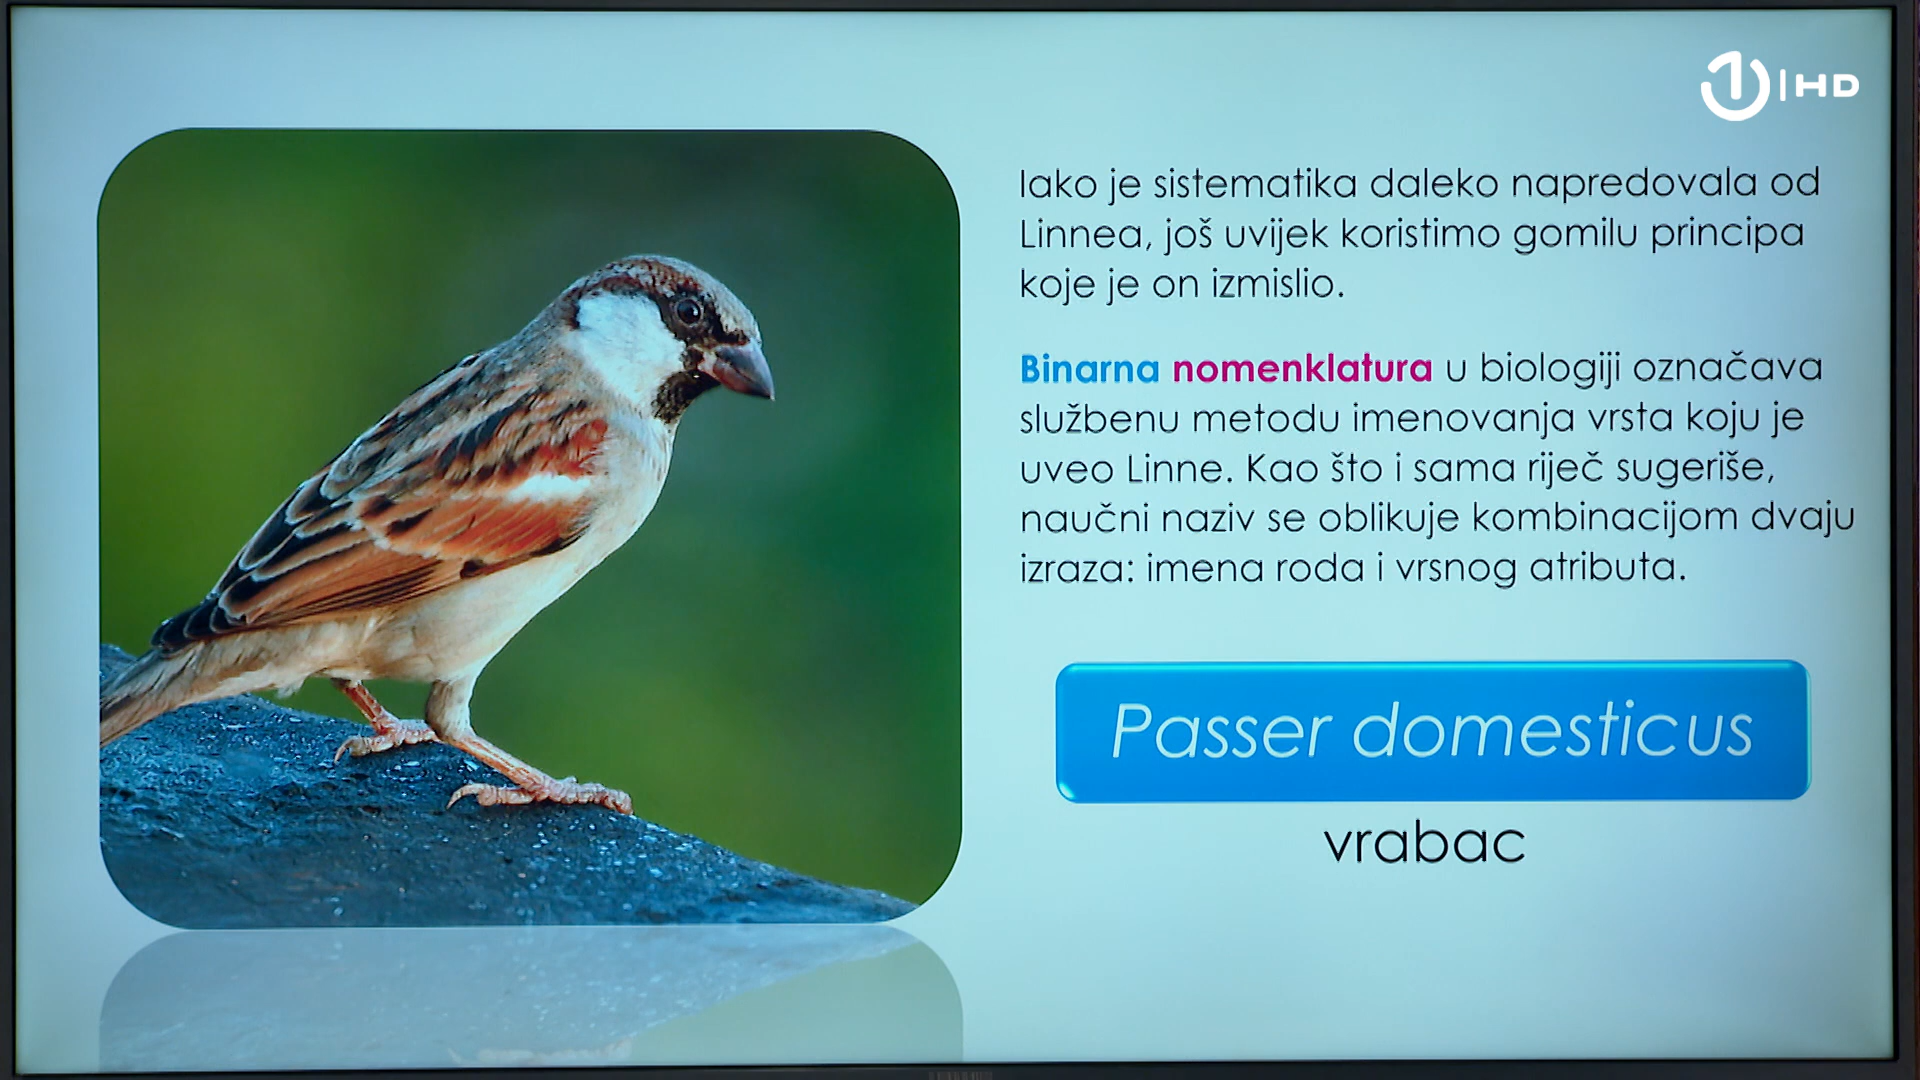 1|HD
Iako je sistematika daleko napredovala od
Linnea, još uvijek koristimo gomilu principa
koje je on izmislio.
Binarna nomenklatura u biologiji označava
službenu metodu imenovanja vrsta koju je
uveo Linne. Kao što i sama riječ sugeriše,
naučni naziv se oblikuje kombinacijom dvaju
izraza: imena roda i vrsnog atributa.
Passer domesticus
vrabac